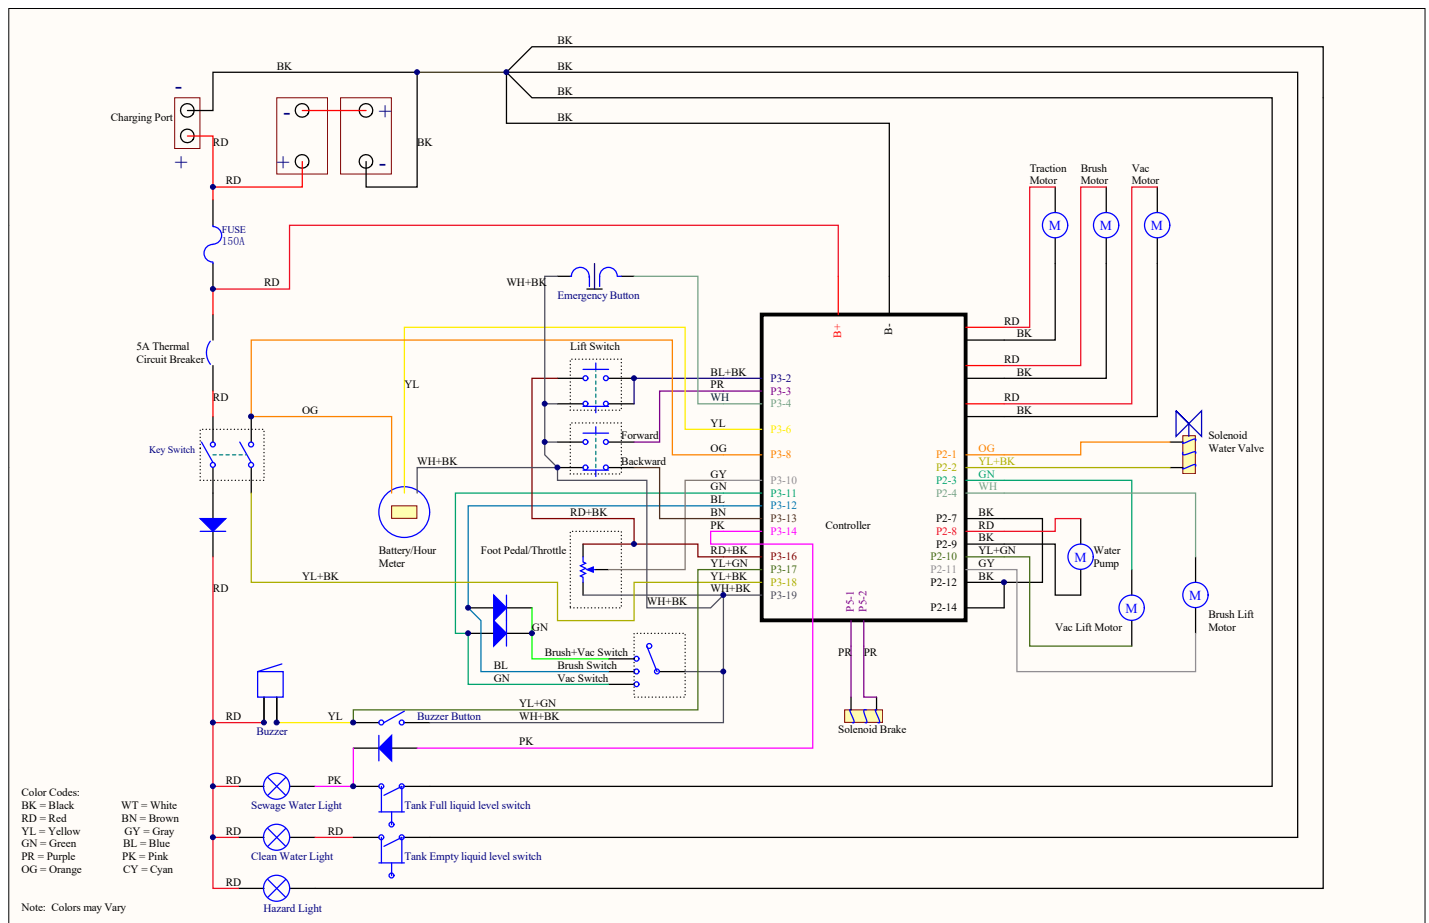 BK
BK
BK
BK
BK
-
Charging Port
+
RD
RD
-
+
+
-
BK
FUSE
150A
RD
5A Thermal
Circuit Breaker
RD
OG
Key Switch
YL
WH+BK
Battery/Hour
Meter
RD
YL+BK
WH+BK
Emergency Button
Lift Switch
Forward
Backward
RD+BK
Foot Pedal/Throttle
WH+BK
GN
Brush+Vac Switch
BL
Brush Switch
GN
Vac Switch
YL+GN
WH+BK
RD
YL
Buzzer Button
Buzzer
PK
RD
PK
Sewage Water Light
Tank Full liquid level switch
RD
RD
Clean Water Light
Tank Empty liquid level switch
RD
Hazard Light
BL+BK
PR
WH
YL
OG
GY
GN
BL
BN
PK
RD+BK
YL+GN
YL+BK
WH+BK
B+
B-
P3-2
P3-3
P3-4
P3-6
P3-8
P3-10
P3-11
P3-12
P3-13
P3-14
P3-16
P3-17
P3-18
P3-19
Controller
P5-1
P5-2
PR
PR
Solenoid Brake
P2-1
P2-2
P2-3
P2-4
P2-7
P2-8
P2-9
P2-10
P2-11
P2-12
P2-14
Traction
Motor
Brush
Motor
Vac
Motor
M
M
M
RD
BK
RD
BK
RD
BK
OG
YL+BK
GN
WH
BK
RD
BK
YL+GN
GY
BK
Solenoid
Water Valve
M
Water
Pump
M
Vac Lift Motor
M
Brush Lift
Motor
Color Codes:
BK = Black
WT = White
RD = Red
BN = Brown
YL = Yellow
GY = Gray
GN = Green
BL = Blue
PR = Purple
PK = Pink
OG = Orange
CY = Cyan
Note: Colors may Vary